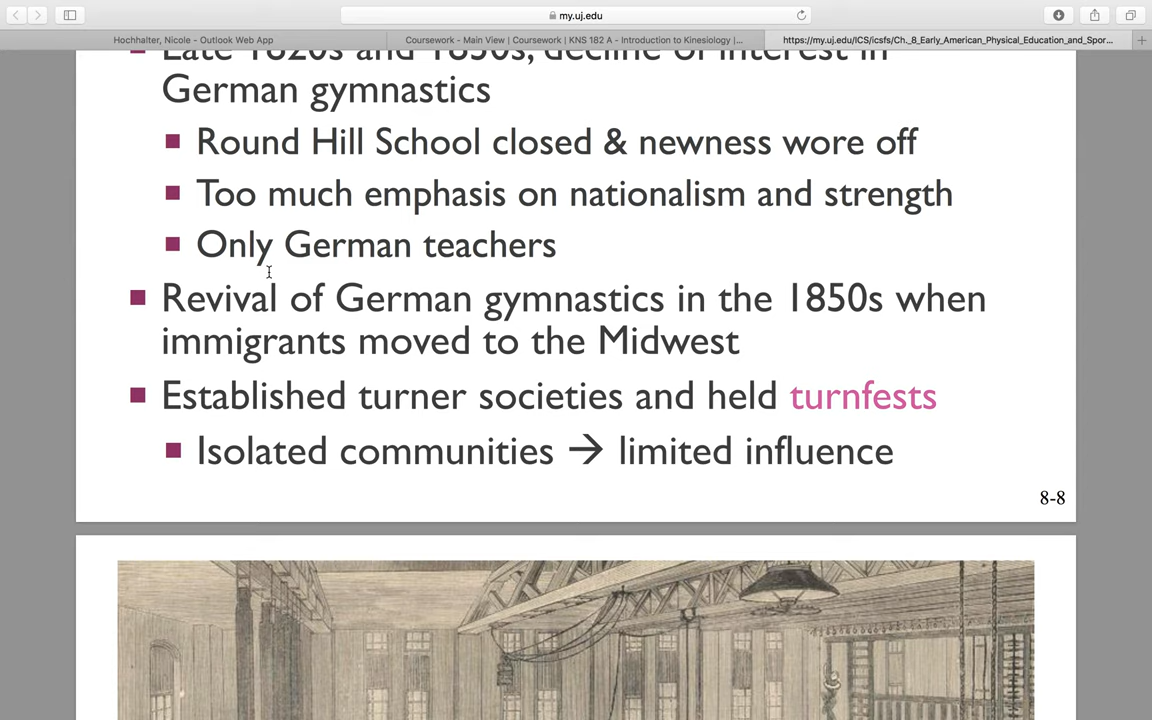 my.uj.edu
Hochhalter, Nicole - Outlook Web App
Coursework - Main View | Coursework | KNS 182 A - Introduction to Kinesiology |...
https://my.uj.edu/ICS/icsfs/Ch._8_Early_American_Physical_Education_and_Spor...
Late 1820s and 1830s, decline of interest in
German gymnastics
Round Hill School closed & newness wore off
Too much emphasis on nationalism and strength
Only German teachers
Revival of German gymnastics in the 1850s when
immigrants moved to the Midwest
Established turner societies and held turnfests
Isolated communities → limited influence
8-8